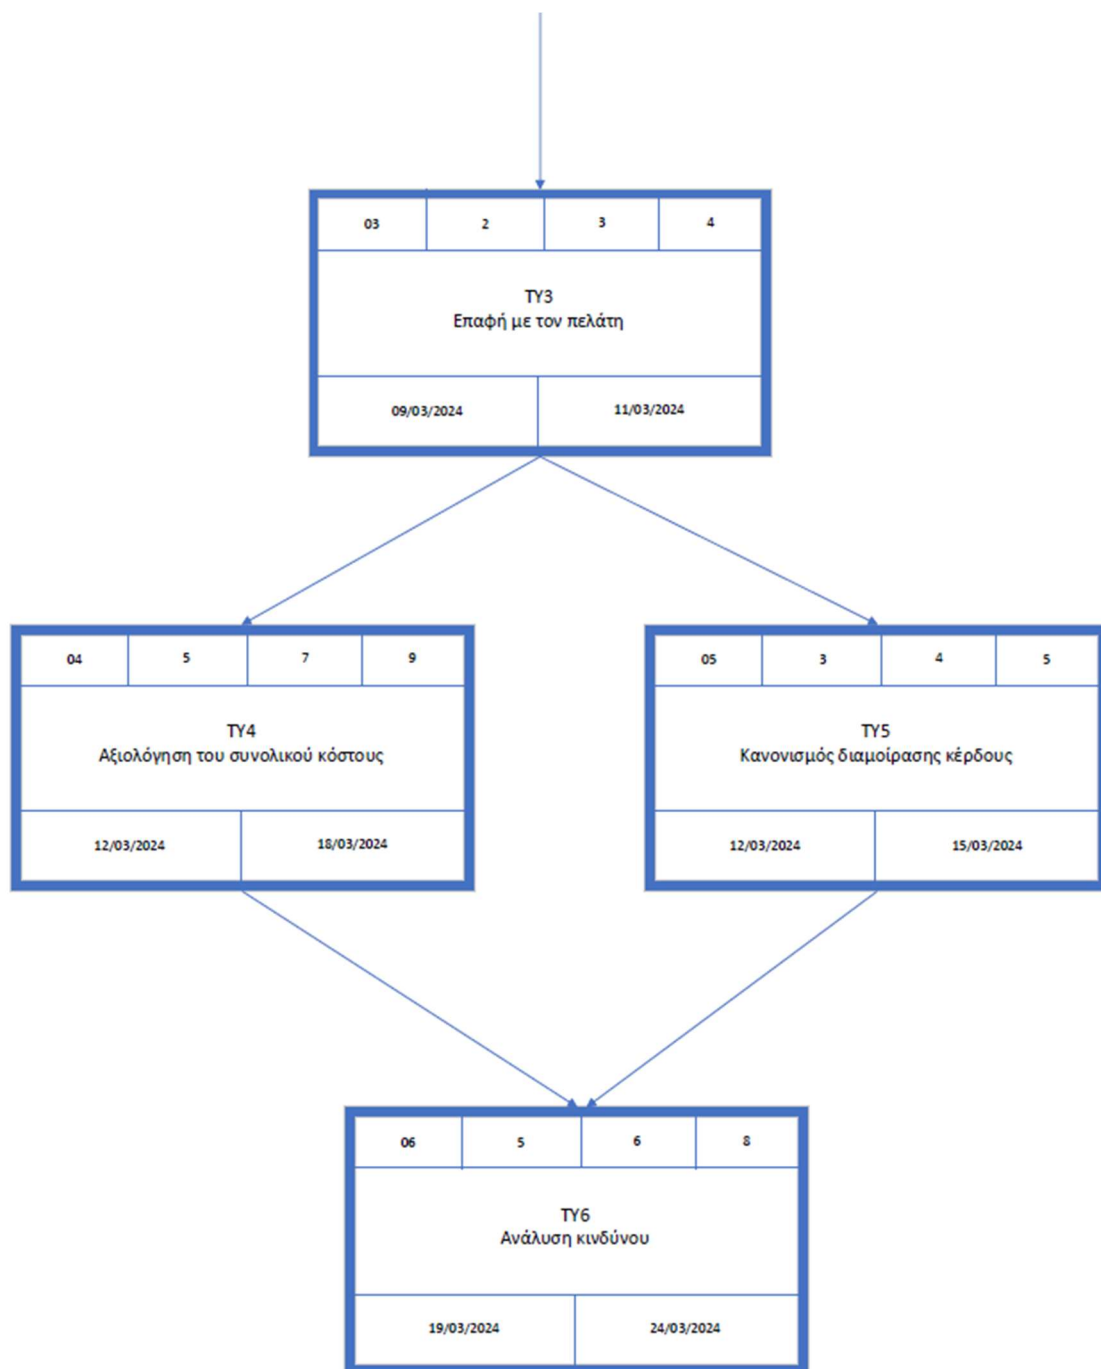 03 2 3 4
ΤΥ3
Επαφή με τον πελάτη
09/03/2024 11/03/2024
04 5 7 9
ΤΥ4
Αξιολόγηση του συνολικού κόστους
12/03/2024 18/03/2024
05 3 4 5
ΤΥ5
Κανονισμός διαμοίρασης κέρδους
12/03/2024 15/03/2024
06 5 6 8
ΤΥ6
Ανάλυση κινδύνου
19/03/2024 24/03/2024